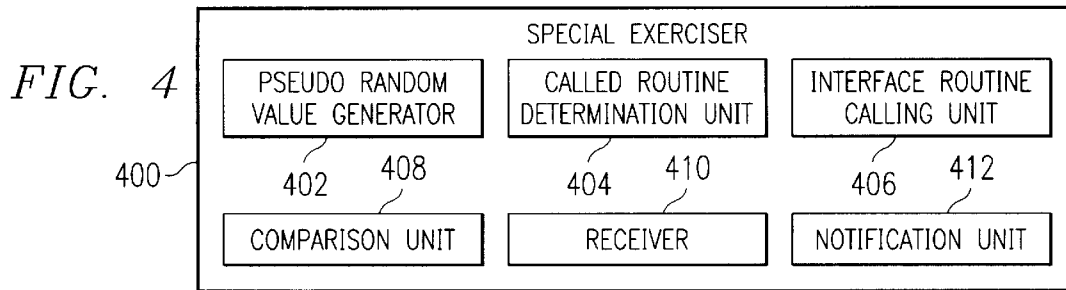 FIG. 4
SPECIAL EXERCISER
PSEUDO RANDOM
VALUE GENERATOR
CALLED ROUTINE
DETERMINATION UNIT
INTERFACE ROUTINE
CALLING UNIT
400
402
408
404
410
406
412
COMPARISON UNIT
RECEIVER
NOTIFICATION UNIT